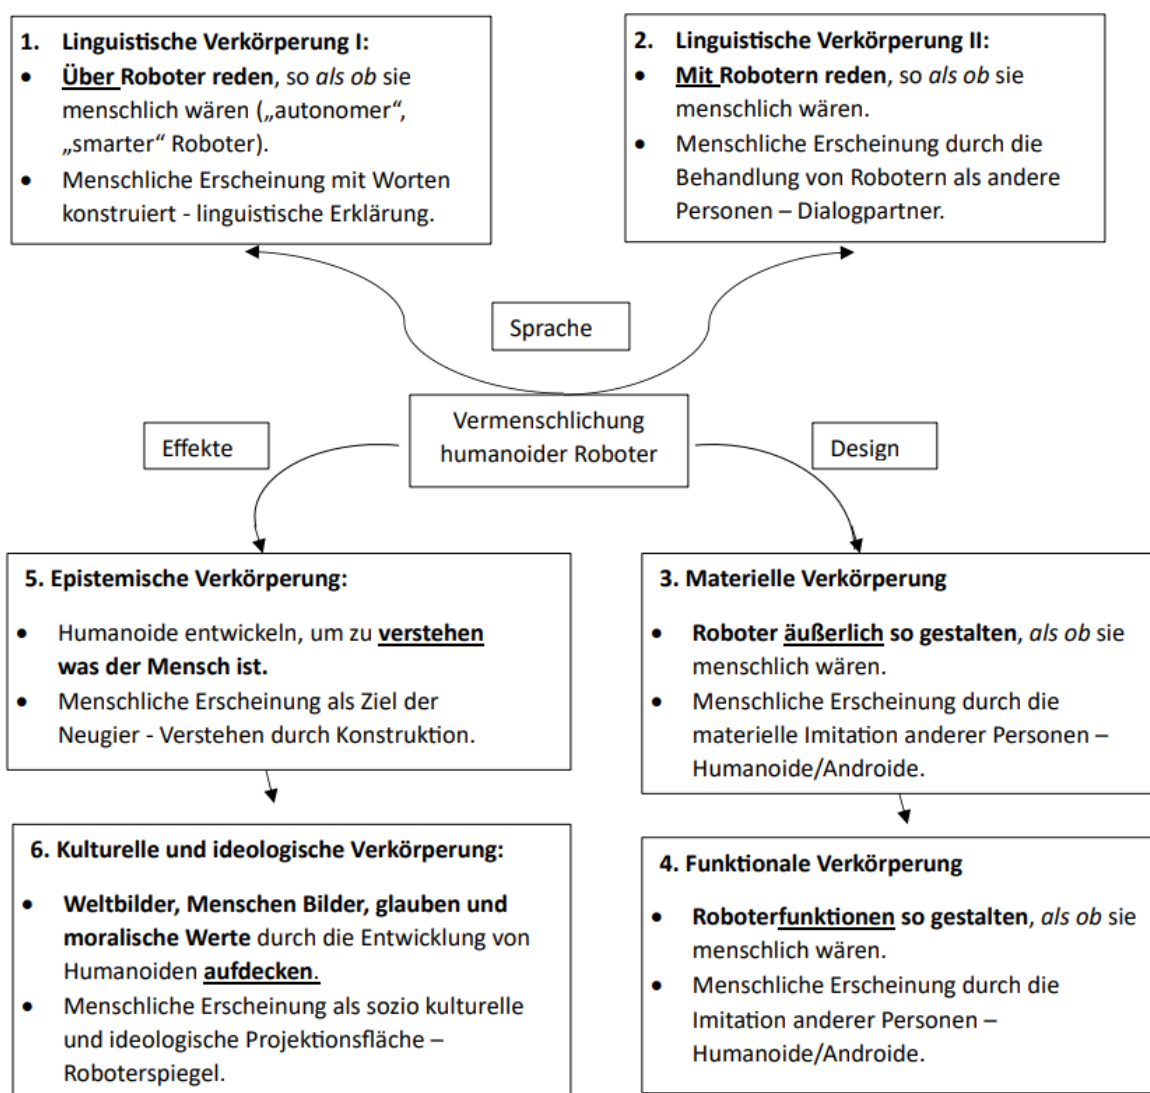 1. Linguistische Verkörperung I:
• Über Roboter reden, so als ob sie
menschlich wären („autonomer“,
„smarter“ Roboter).
• Menschliche Erscheinung mit Worten
konstruiert - linguistische Erklärung.
2. Linguistische Verkörperung II:
• Mit Robotern reden, so als ob sie
menschlich wären.
• Menschliche Erscheinung durch die
Behandlung von Robotern als andere
Personen – Dialogpartner.
Sprache
Vermenschlichung
humanoider Roboter
Effekte
Design
5. Epistemische Verkörperung:
• Humanoide entwickeln, um zu verstehen
was der Mensch ist.
• Menschliche Erscheinung als Ziel der
Neugier - Verstehen durch Konstruktion.
3. Materielle Verkörperung
• Roboter äußerlich so gestalten, als ob sie
menschlich wären.
• Menschliche Erscheinung durch die
materielle Imitation anderer Personen –
Humanoide/Androide.
6. Kulturelle und ideologische Verkörperung:
• Weltbilder, Menschen Bilder, glauben und
moralische Werte durch die Entwicklung von
Humanoiden aufdecken.
• Menschliche Erscheinung als sozio kulturelle
und ideologische Projektionsfläche –
Roboterspiegel.
4. Funktionale Verkörperung
• Roboterfunktionen so gestalten, als ob sie
menschlich wären.
• Menschliche Erscheinung durch die
Imitation anderer Personen –
Humanoide/Androide.